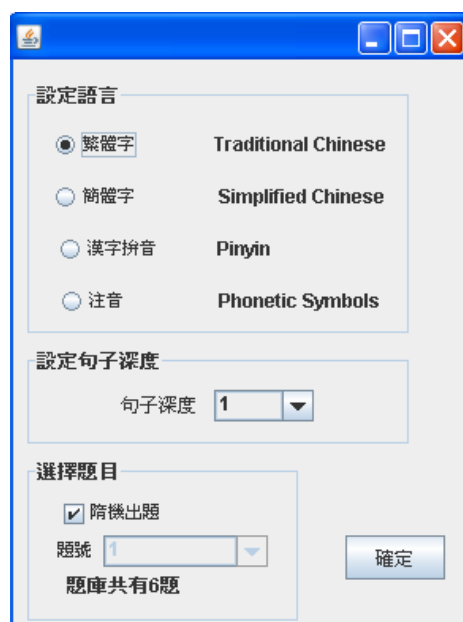 設定語言
繁體字 Traditional Chinese
簡體字 Simplified Chinese
漢字拚音 Pinyin
注音 Phonetic Symbols
設定句子深度
句子深度 1
選擇題目
隋機出題
題號 1
題庫共有6題
確定